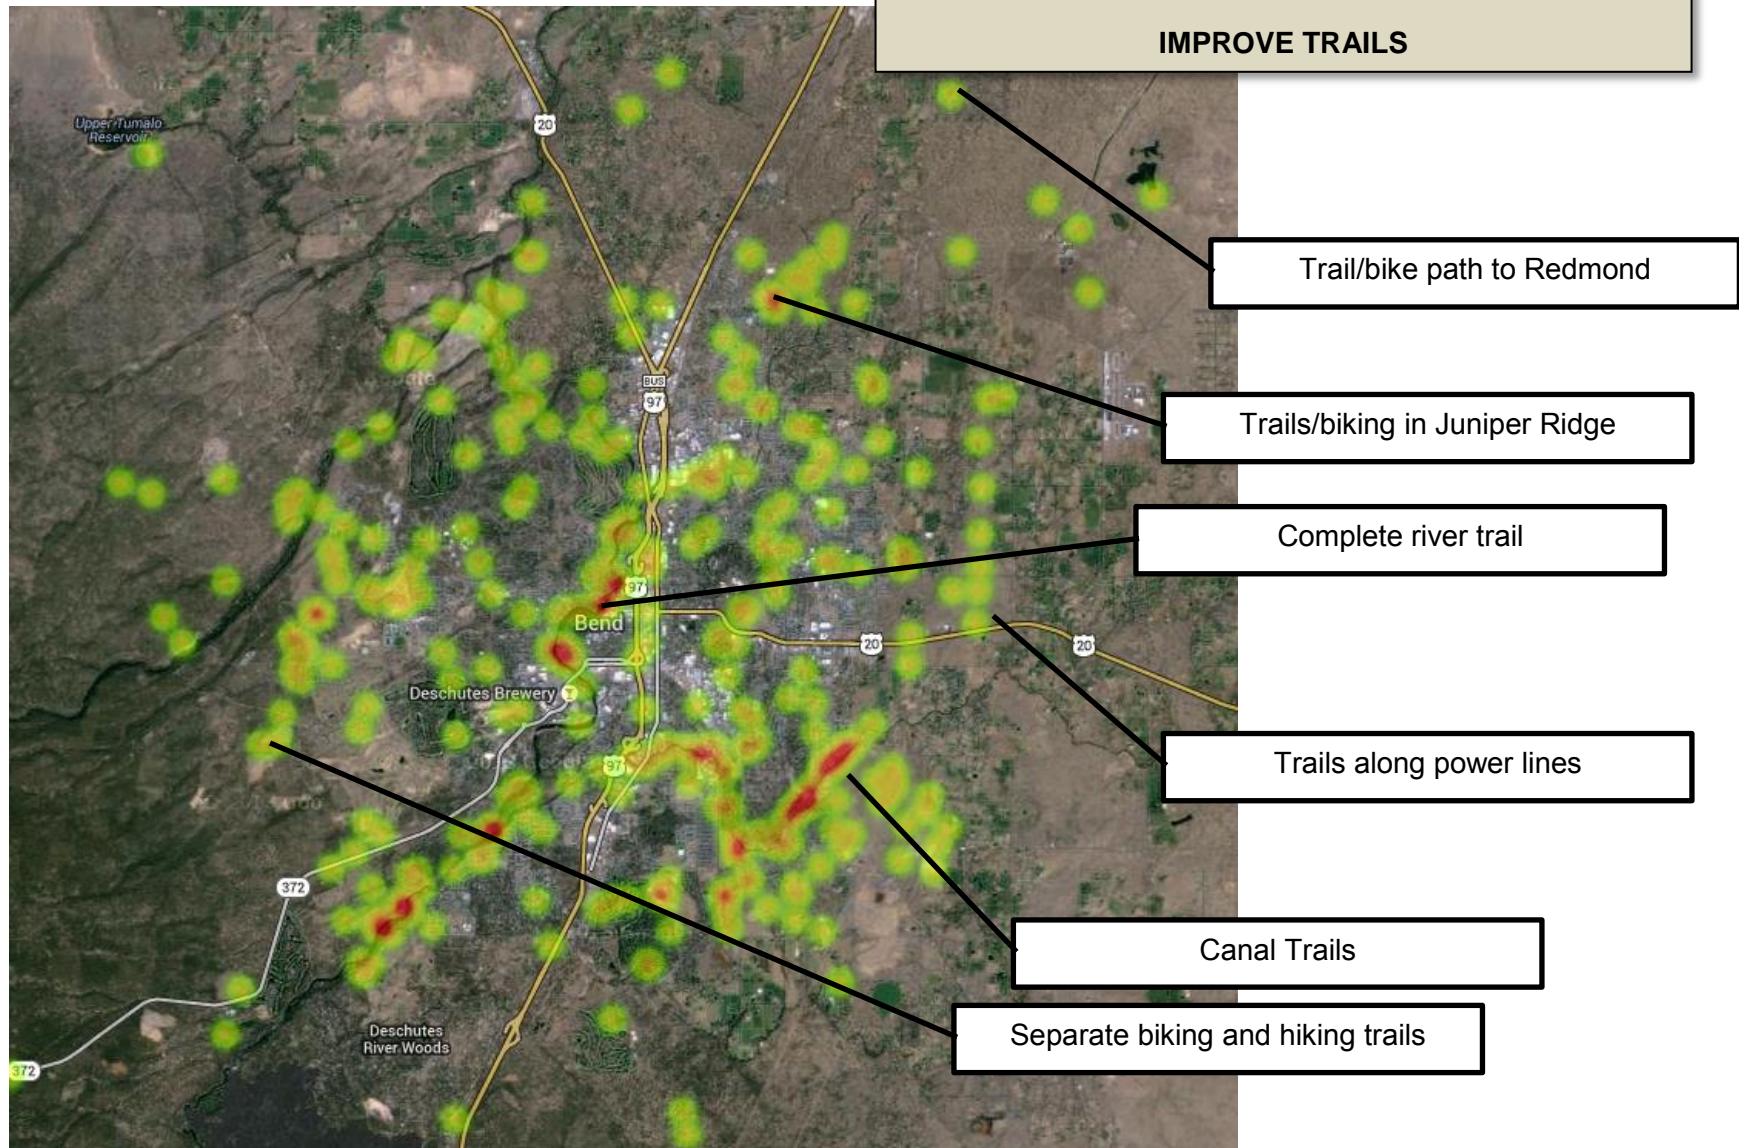 IMPROVE TRAILS
Upper Tumalo
Reservoir
20
Trail/bike path to Redmond
BUS
97
Trails/biking in Juniper Ridge
Complete river trail
97
Bend
20
20
Deschutes Brewery
97
Trails along power lines
372
Canal Trails
Separate biking and hiking trails
Deschutes
River Woods
372